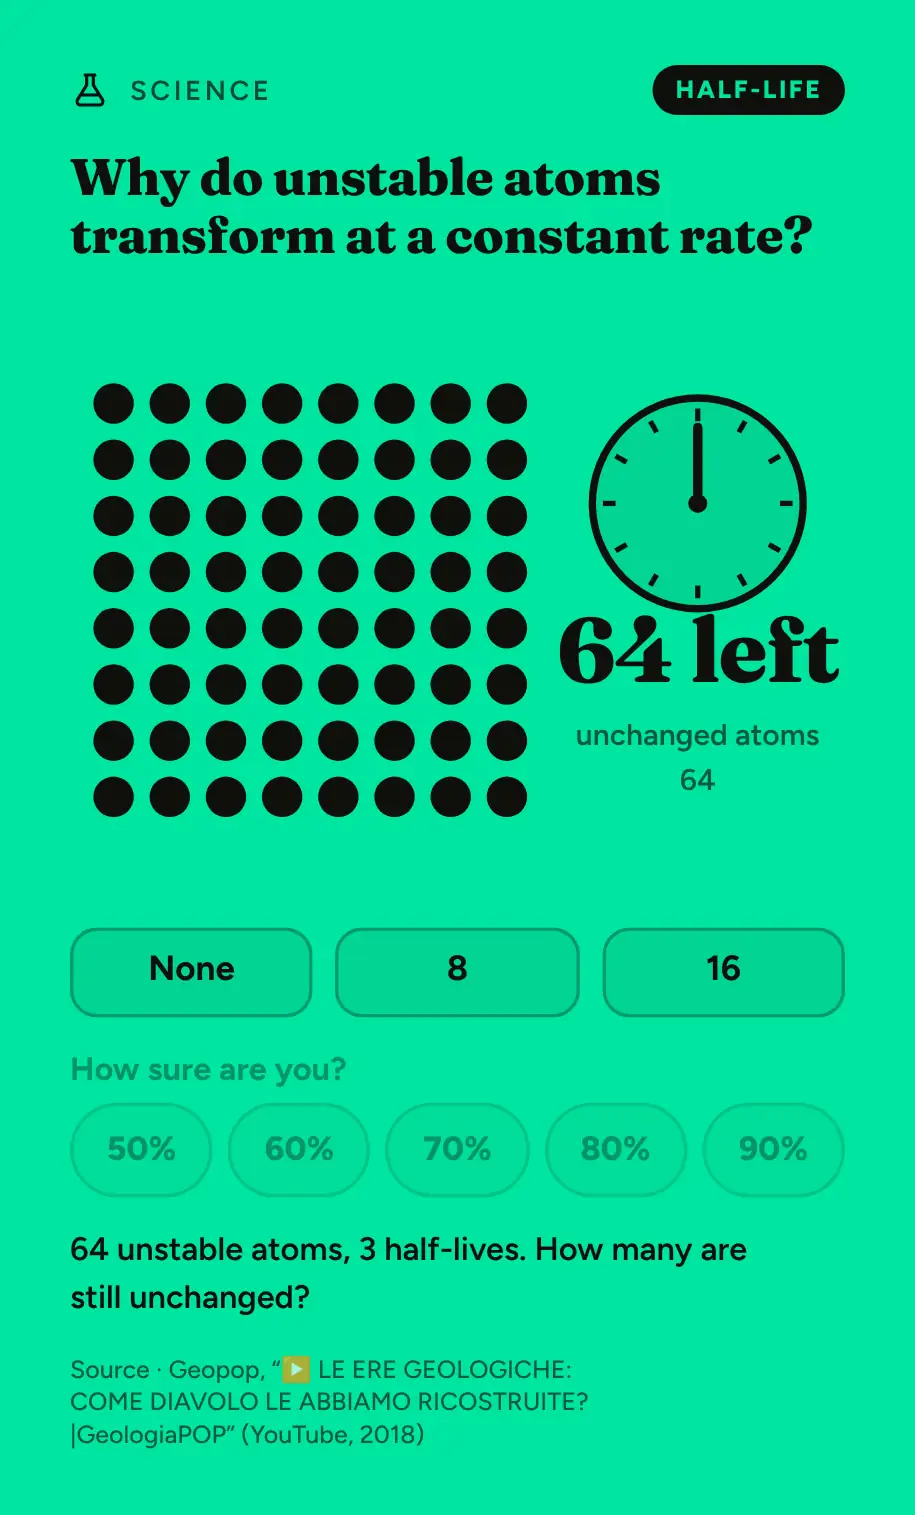 SCIENCE
HALF-LIFE
Why do unstable atoms
transform at a constant rate?
64 left
unchanged atoms
64
None
8
16
How sure are you?
50%
60%
70%
80%
90%
64 unstable atoms, 3 half-lives. How many are
still unchanged?
Source · Geopop, “▶️ LE ERE GEOLOGICHE:
COME DIAVOLO LE ABBIAMO RICOSTRUITE?
|GeologiaPOP” (YouTube, 2018)